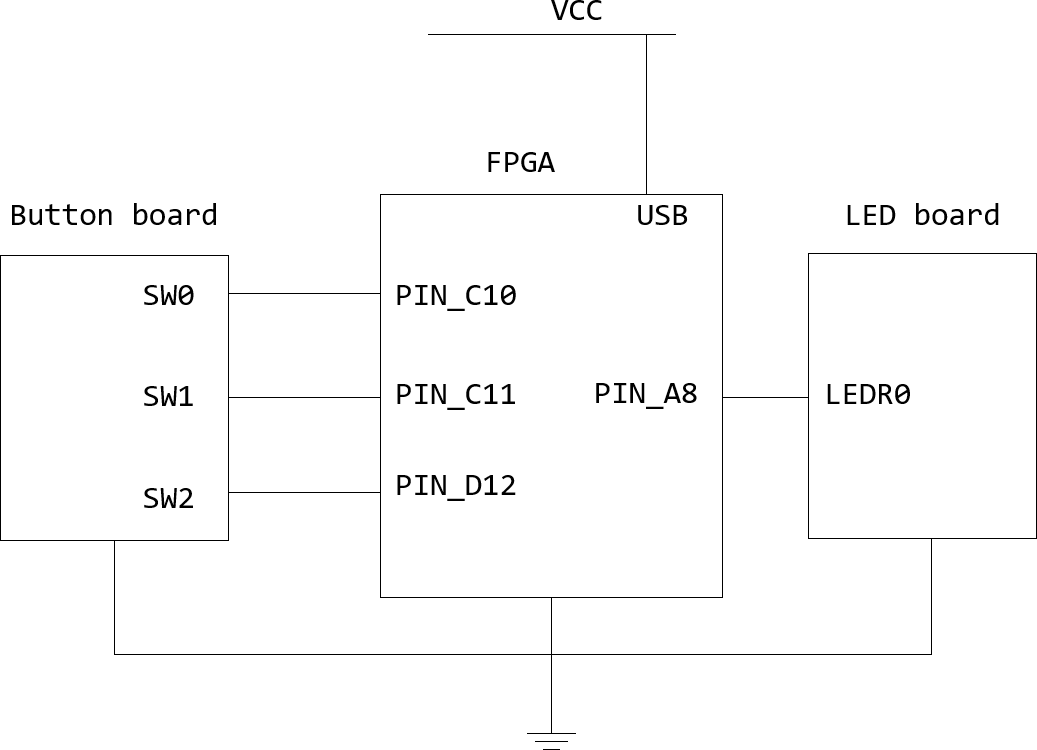 VCC
FPGA
Button board
USB
LED board
SW0
PIN_C10
SW1
PIN_C11
PIN_A8
LEDR0
SW2
PIN_D12